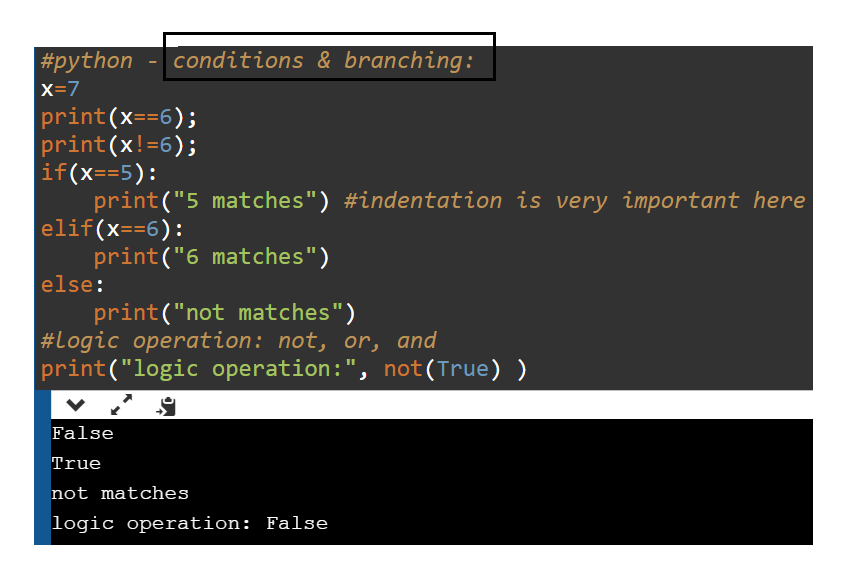 #python - conditions & branching:
x=7
print(x==6);
print(x!=6);
if(x==5):
    print("5 matches") #indentation is very important here
elif(x==6):
    print("6 matches")
else:
    print("not matches")
#logic operation: not, or, and
print("logic operation:", not(True) )
False
True
not matches
logic operation: False